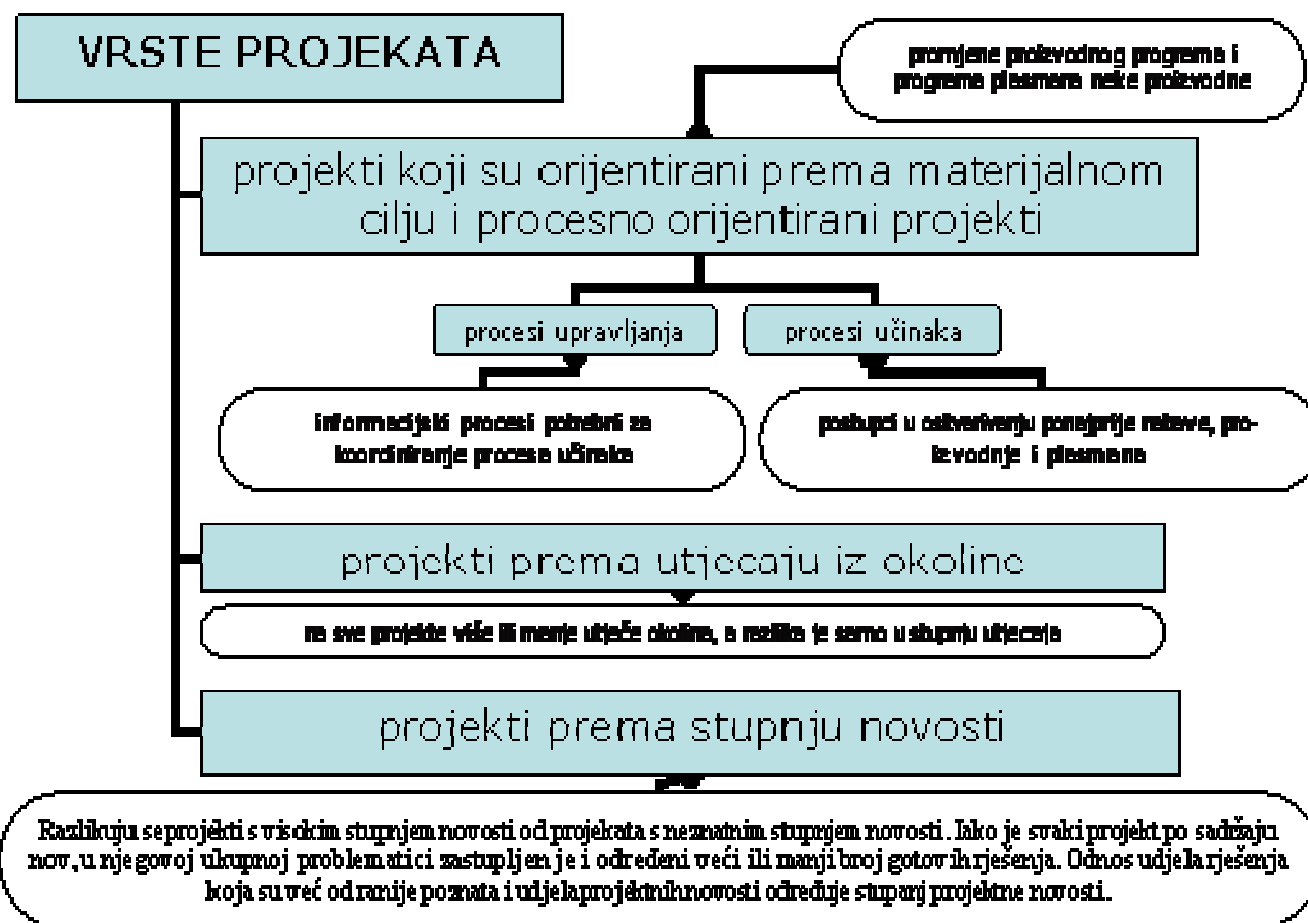 VRSTE PROJEKATA
promjene proizvodnog programa i
programa plasmana neke proizvodne
projekti koji su orijentirani prema materijalnom
cilju i procesno orijentirani projekti
procesi upravljanja
procesi učinaka
informacijski procesi potrebni za
koordiniranje procesa učinaka
postupci u ostvarivanju ponajprije nabave, pro-
izvodnje i plasmana
projekti prema utjecaju iz okoline
na sve projekte više ili manje utječe okolina, a razlika je samo u stupnju utjecaja
projekti prema stupnju novosti
Razlikuju se projekti s visokim stupnjem novosti od projekata s neznatnim stupnjem novosti. Iako je svaki projekt po sadržaju
nov, u njegovoj ukupnoj problematici zastupljen je i određeni veći ili manji broj gotovih rješenja. Odnos udjela rješenja
koja su već od ranije poznata i udjela projektnih novosti određuje stupanj projektne novosti.